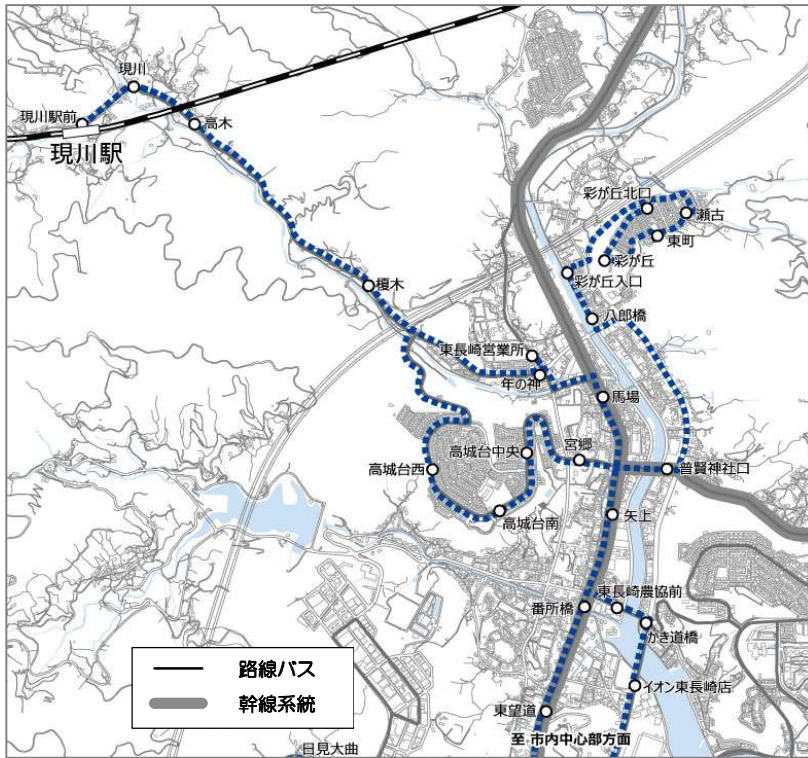 現川
現川駅前
高木
現川駅
彩が丘北口
瀬古
東町
彩が丘
彩が丘入口
榎木
八郎橋
東長崎営業所
年の神
馬場
宮郷
高城台中央
高城台西
普賢神社口
高城台南
矢上
東長崎農協前
番所橋
かき道橋
路線バス
イオン東長崎店
幹線系統
東望道
至 市内中心部方面
日見大曲